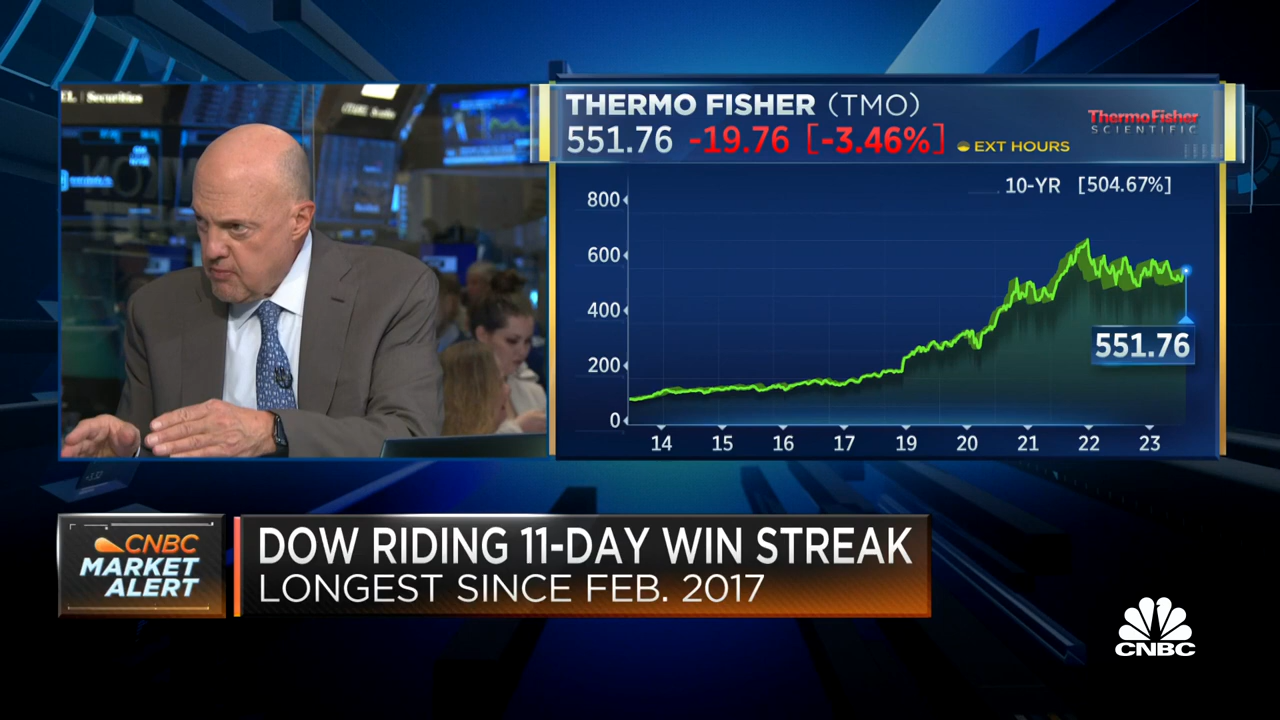 EL | Securities
THERMO FISHER (TMO)
551.76 -19.76 [-3.46%] EXT HOURS
ThermoFisher
SCIENTIFIC
10-YR [504.67%]
800
600
400
200
0
551.76
14 15 16 17 19 20 21 22 23
CNBC
MARKET
ALERT
DOW RIDING 11-DAY WIN STREAK
LONGEST SINCE FEB. 2017
CNBC